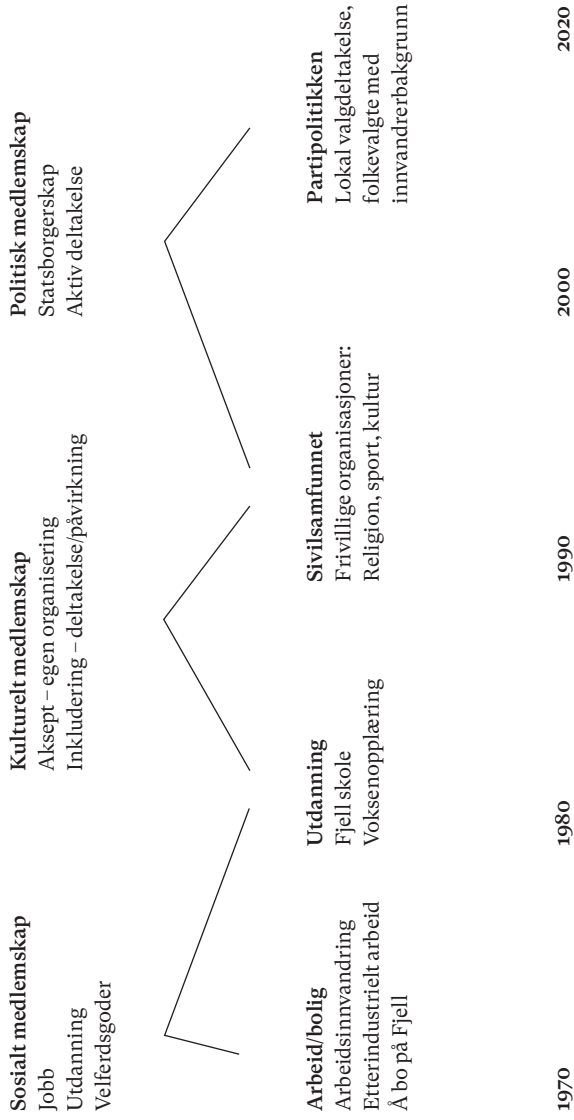 Sosialt medlemskap
Jobb
Utdanning
Velferdsgoder
Kulturelt medlemskap
Aksept – egen organisering
Inkludering – deltakelse/påvirkning
Politisk medlemskap
Statsborgerskap
Aktiv deltakelse
Arbeid/bolig
Arbeidsinnvandring
Etterindustrielt arbeid
Å bo på Fjell
Utdanning
Fjell skole
Voksenopplæring
Sivilsamfunnet
Frivillige organisasjoner:
Religion, sport, kultur
Partipolitikken
Lokal valgdeltakelse,
folkevalgte med
innvandrerbakgrunn
1970
1980
1990
2000
2020